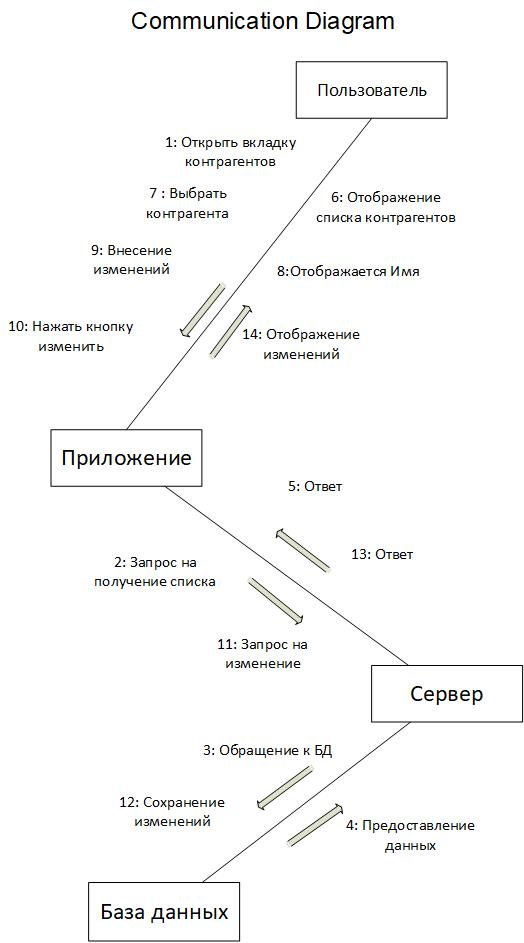 Communication Diagram
Пользователь
1: Открыть вкладку
контрагентов
7 : Выбрать
контрагента
6: Отображение
списка контрагентов
9: Внесение
изменений
8:Отображается Имя
10: Нажать кнопку
изменить
14: Отображение
изменений
Приложение
5: Ответ
13: Ответ
2: Запрос на
получение списка
11: Запрос на
изменение
Сервер
3: Обращение к БД
12: Сохранение
изменений
4: Предоставление
данных
База данных